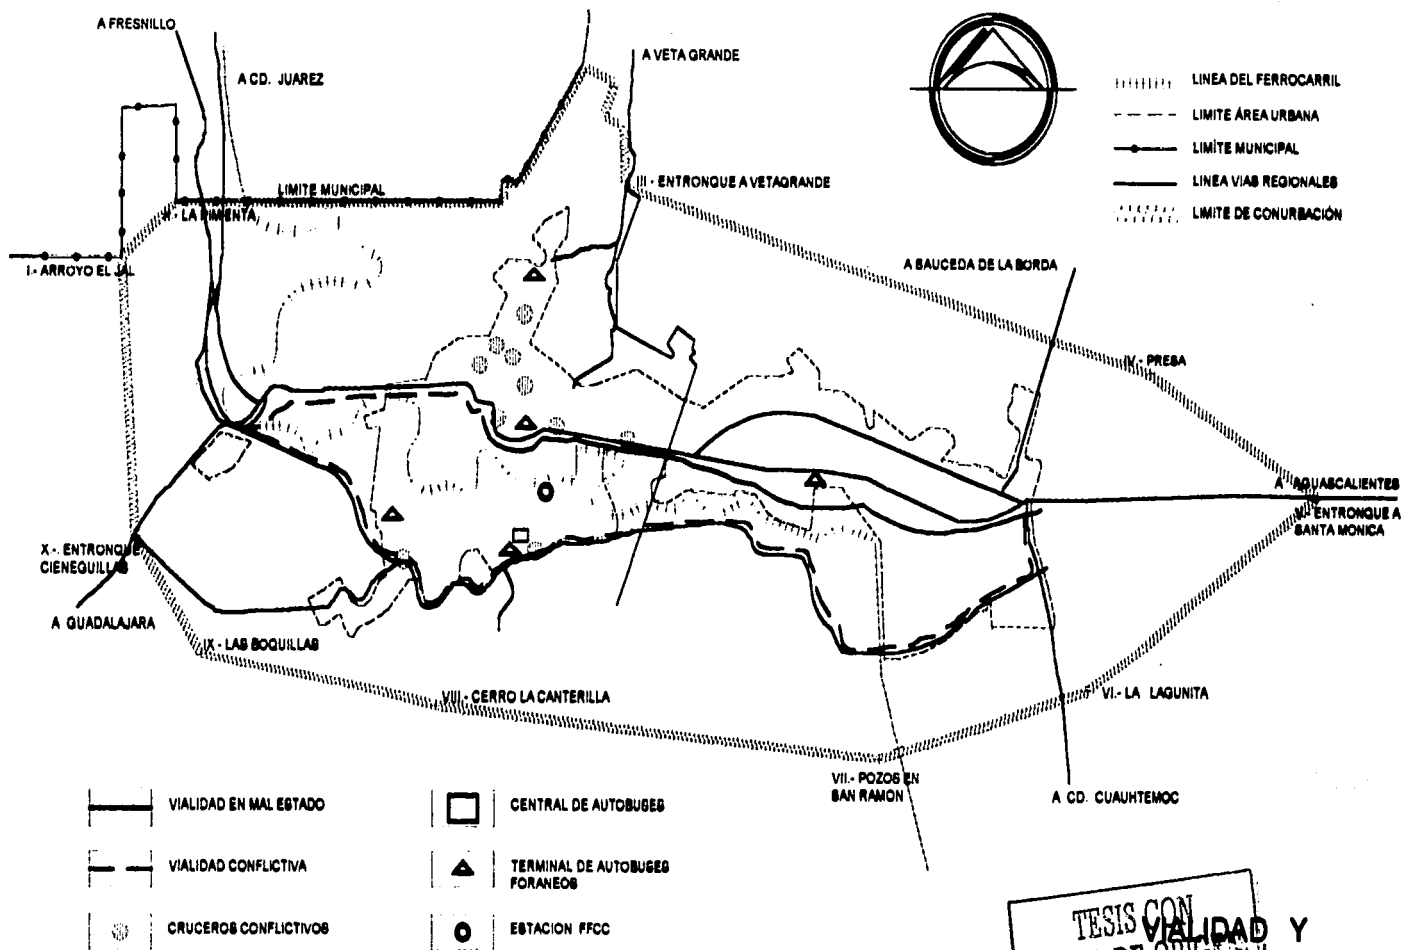 A FRESNILLO
A CD. JUAREZ
A VETA GRANDE
LINEA DEL FERROCARRIL
LIMITE ÁREA URBANA
LIMÍTE MUNICIPAL
LINEA VIAS REGIONALES
LIMITE DE CONURBACIÓN
LIMITE MUNICIPAL
II.- LA PIMENTA
III.- ENTRONQUE A VETAGRANDE
I.- ARROYO EL JAL
A SAUCEDA DE LA BORDA
IV.- PRESA
A AGUASCALIENTES
V.- ENTRONQUE A
SANTA MONICA
X.- ENTRONQUE
CIENEGUILLAS
A GUADALAJARA
IX.- LAS BOQUILLAS
VIII.- CERRO LA CANTERILLA
VI.- LA LAGUNITA
VII.- POZOS EN
SAN RAMON
A CD. CUAUHTEMOC
VIALIDAD EN MAL ESTADO
CENTRAL DE AUTOBUSES
VIALIDAD CONFLICTIVA
TERMINAL DE AUTOBUSES
FORANEOS
CRUCEROS CONFLICTIVOS
ESTACION FFCC
TESIS CON
VIALIDAD Y